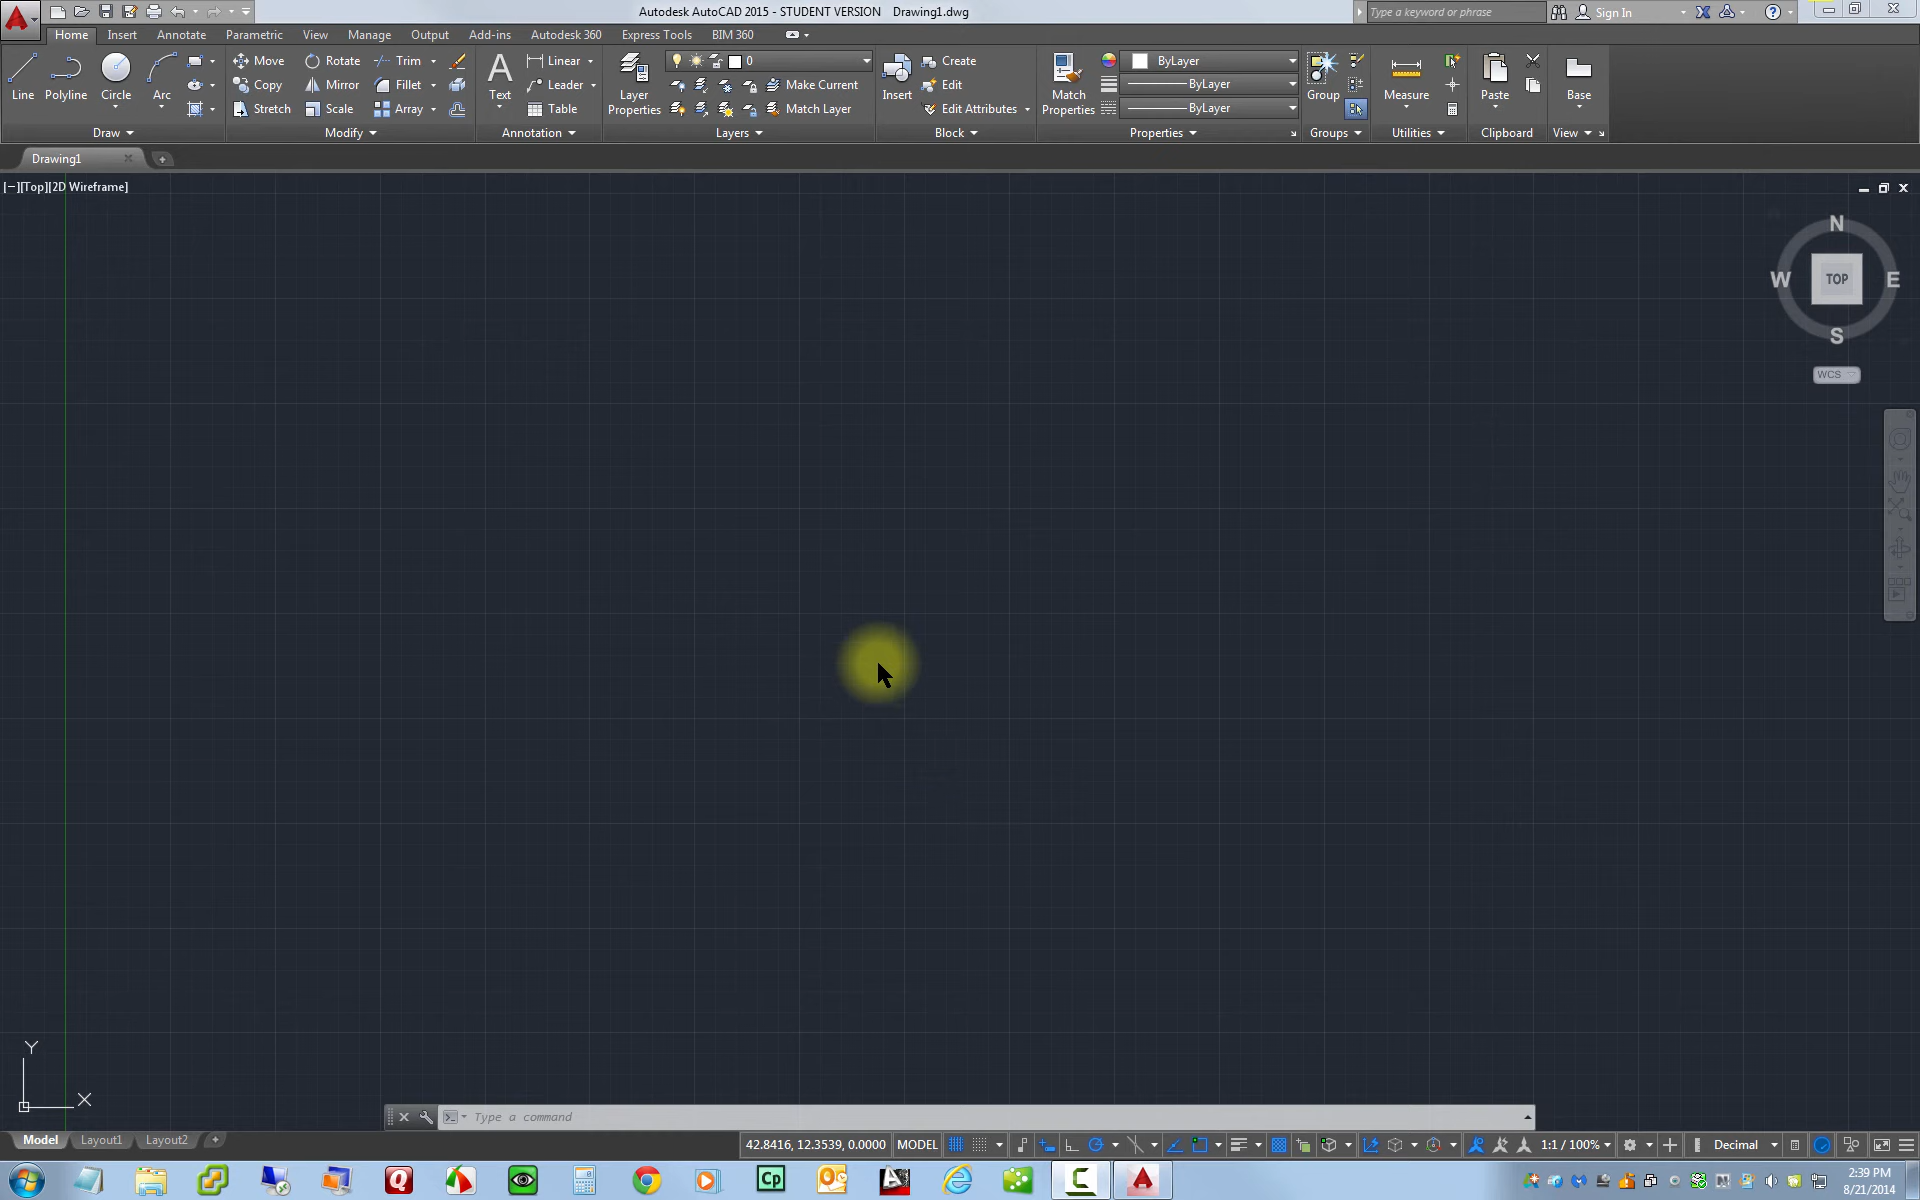 Autodesk AutoCAD 2015 - STUDENT VERSION Drawing1.dwg
Type a keyword or phrase
Sign In
Home Insert Annotate Parametric View Manage Output Add-ins Autodesk 360 Express Tools BIM 360
Line Polyline Circle Arc
Move Rotate Trim
Copy Mirror Fillet
Stretch Scale Array
Text
Linear
Leader
Table
Layer Properties
0
Make Current
Match Layer
Insert
Create
Edit
Edit Attributes
Match Properties
ByLayer
ByLayer
ByLayer
Group
Measure
Paste
Base
Draw Modify Annotation Layers Block Properties Groups Utilities Clipboard View
Drawing1
[−][Top][2D Wireframe]
N
W TOP E
S
WCS
Y
X
Type a command
Model Layout1 Layout2
42.8416, 12.3539, 0.0000 MODEL 1:1 / 100% Decimal
Q Cp
2:39 PM
8/21/2014